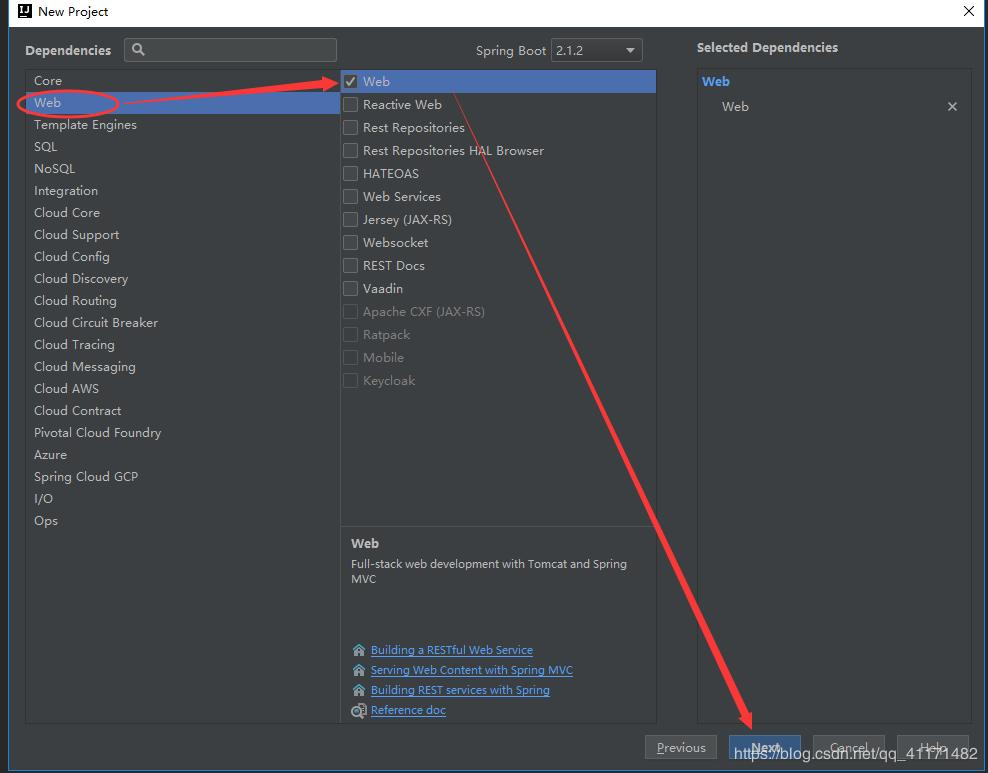 New Project
Dependencies
Spring Boot 2.1.2
Selected Dependencies
Core
Web
Template Engines
SQL
NoSQL
Integration
Cloud Core
Cloud Support
Cloud Config
Cloud Discovery
Cloud Routing
Cloud Circuit Breaker
Cloud Tracing
Cloud Messaging
Cloud AWS
Cloud Contract
Pivotal Cloud Foundry
Azure
Spring Cloud GCP
I/O
Ops
Web
Reactive Web
Rest Repositories
Rest Repositories HAL Browser
HATEOAS
Web Services
Jersey (JAX-RS)
Websocket
REST Docs
Vaadin
Apache CXF (JAX-RS)
Ratpack
Mobile
Keycloak
Web
Full-stack web development with Tomcat and Spring
MVC
Building a RESTful Web Service
Serving Web Content with Spring MVC
Building REST services with Spring
Reference doc
Web
Web
Previous
Next
Cancel
Help
https://blog.csdn.net/qq_41171482